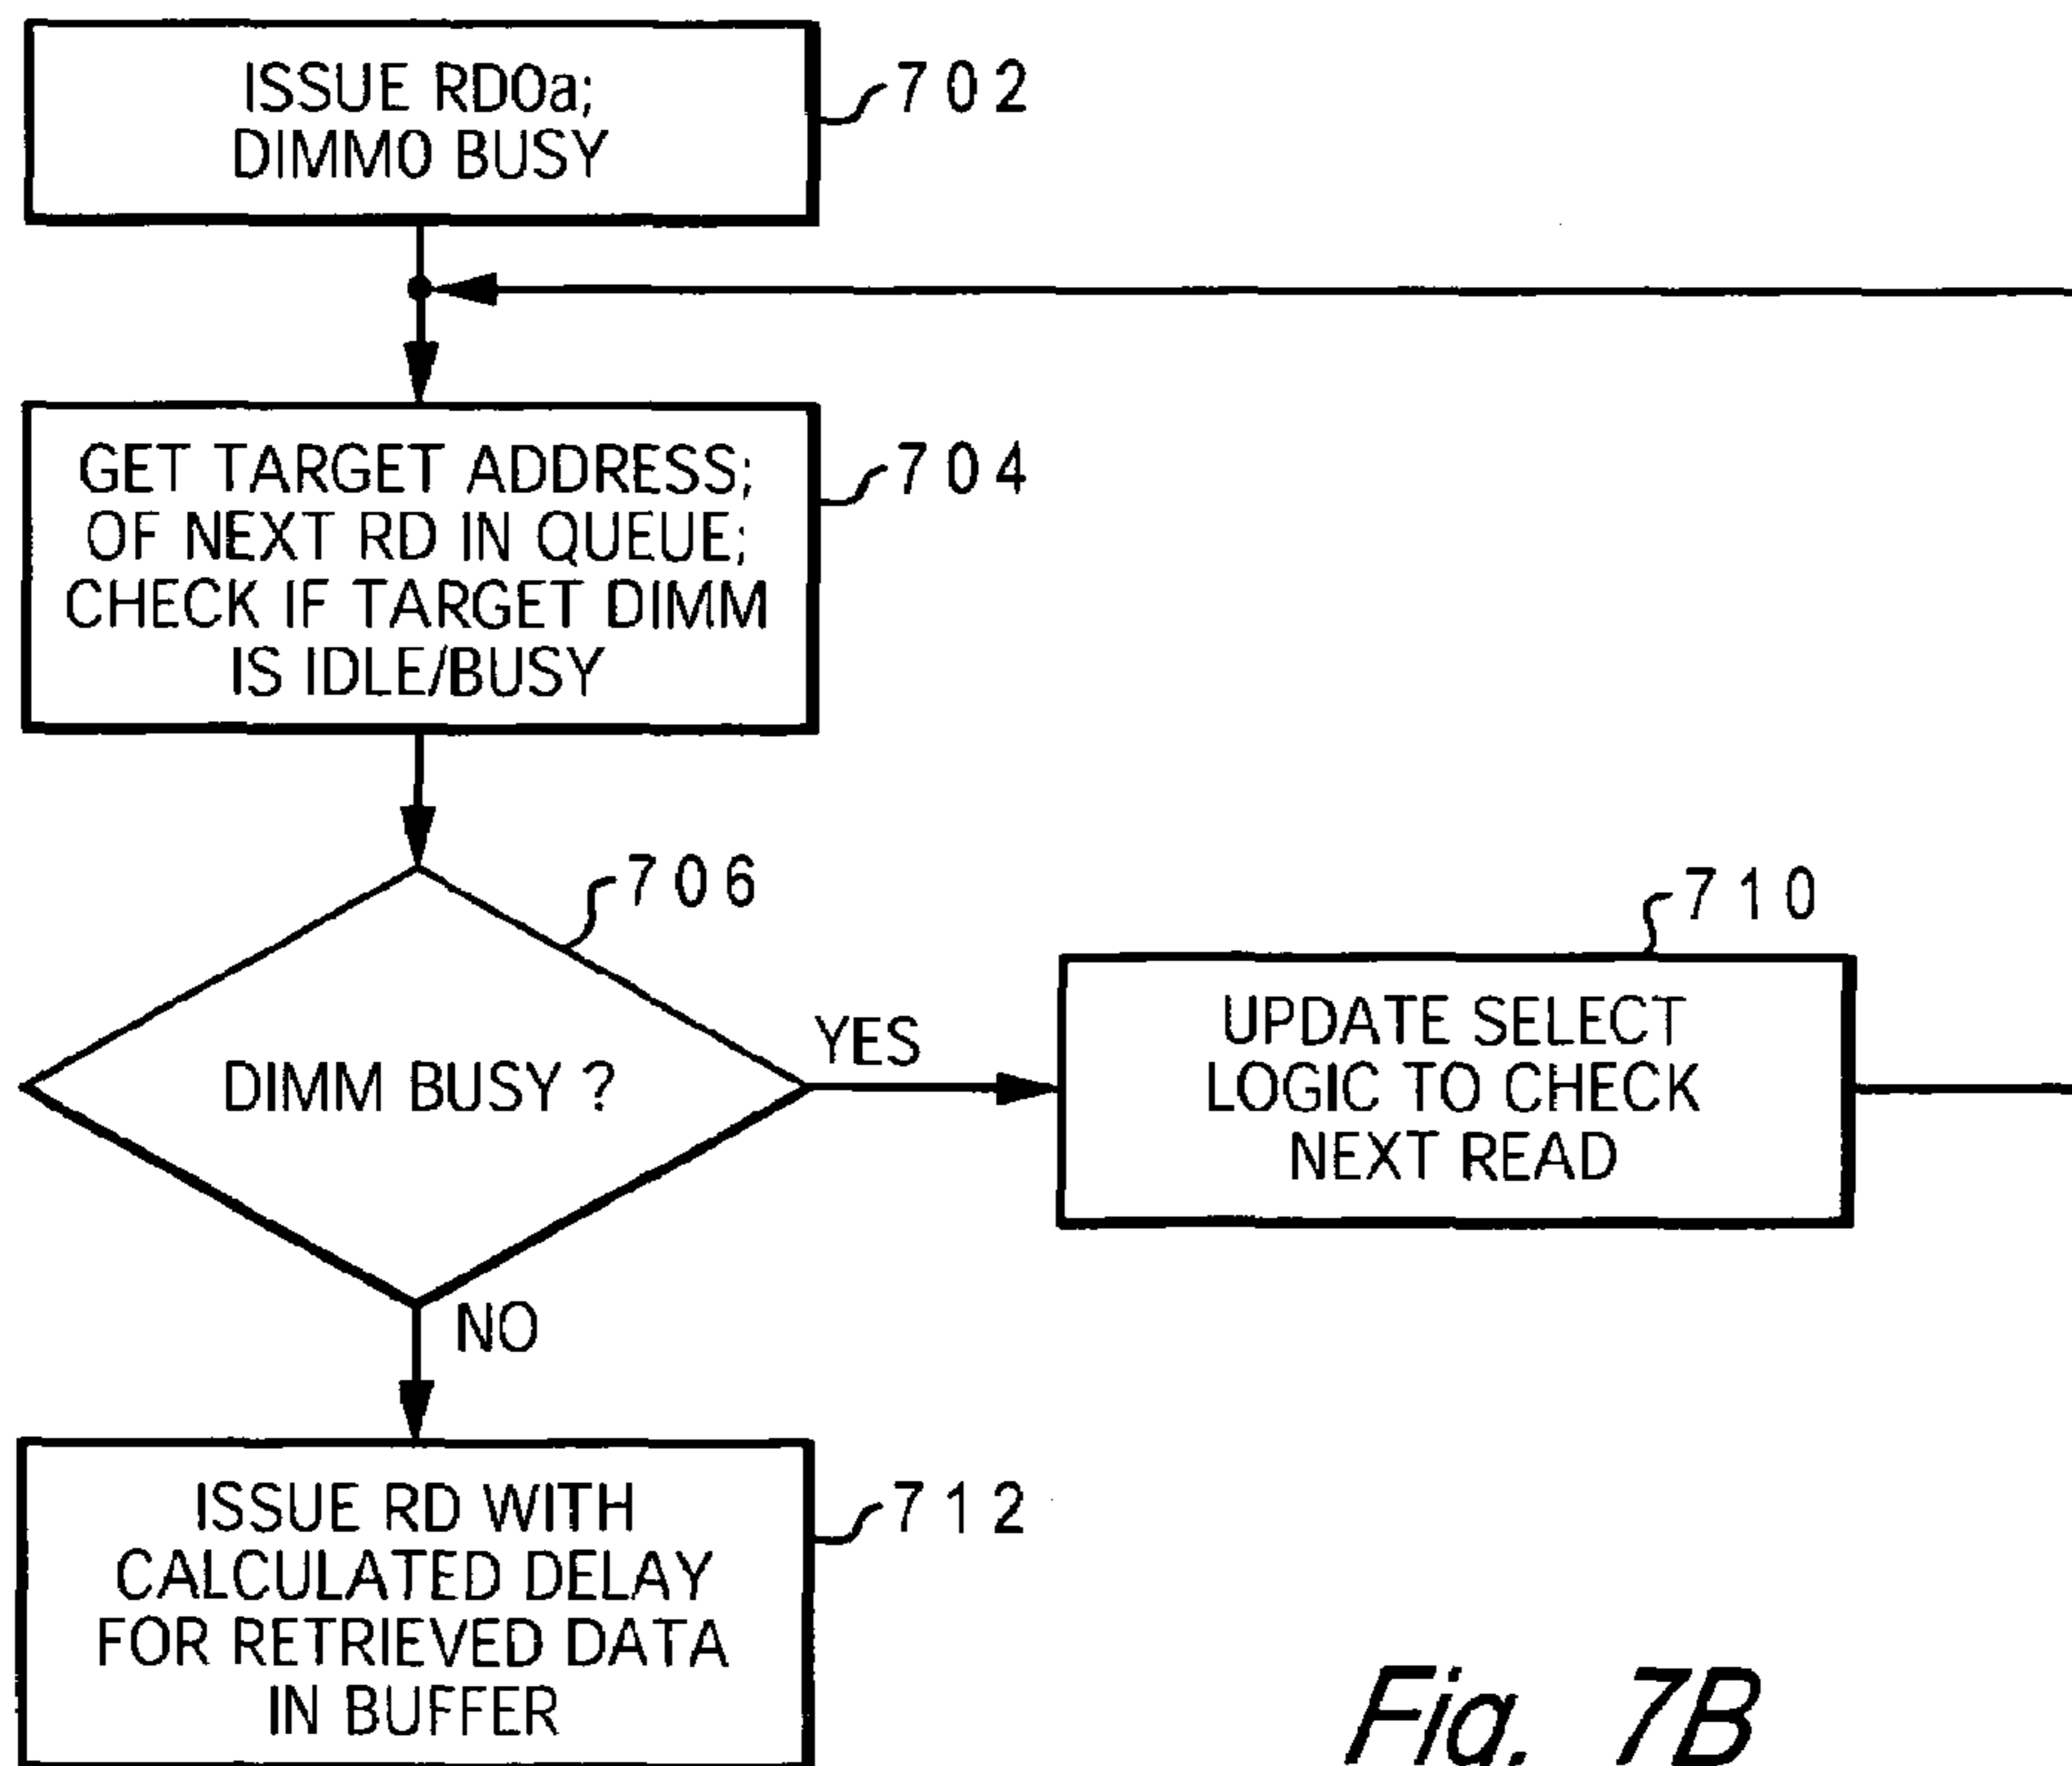 ISSUE RD0a;
DIMM0 BUSY
702
GET TARGET ADDRESS;
OF NEXT RD IN QUEUE;
CHECK IF TARGET DIMM
IS IDLE/BUSY
704
706
DIMM BUSY ?
YES
710
UPDATE SELECT
LOGIC TO CHECK
NEXT READ
NO
ISSUE RD WITH
CALCULATED DELAY
FOR RETRIEVED DATA
IN BUFFER
712
Fig. 7B